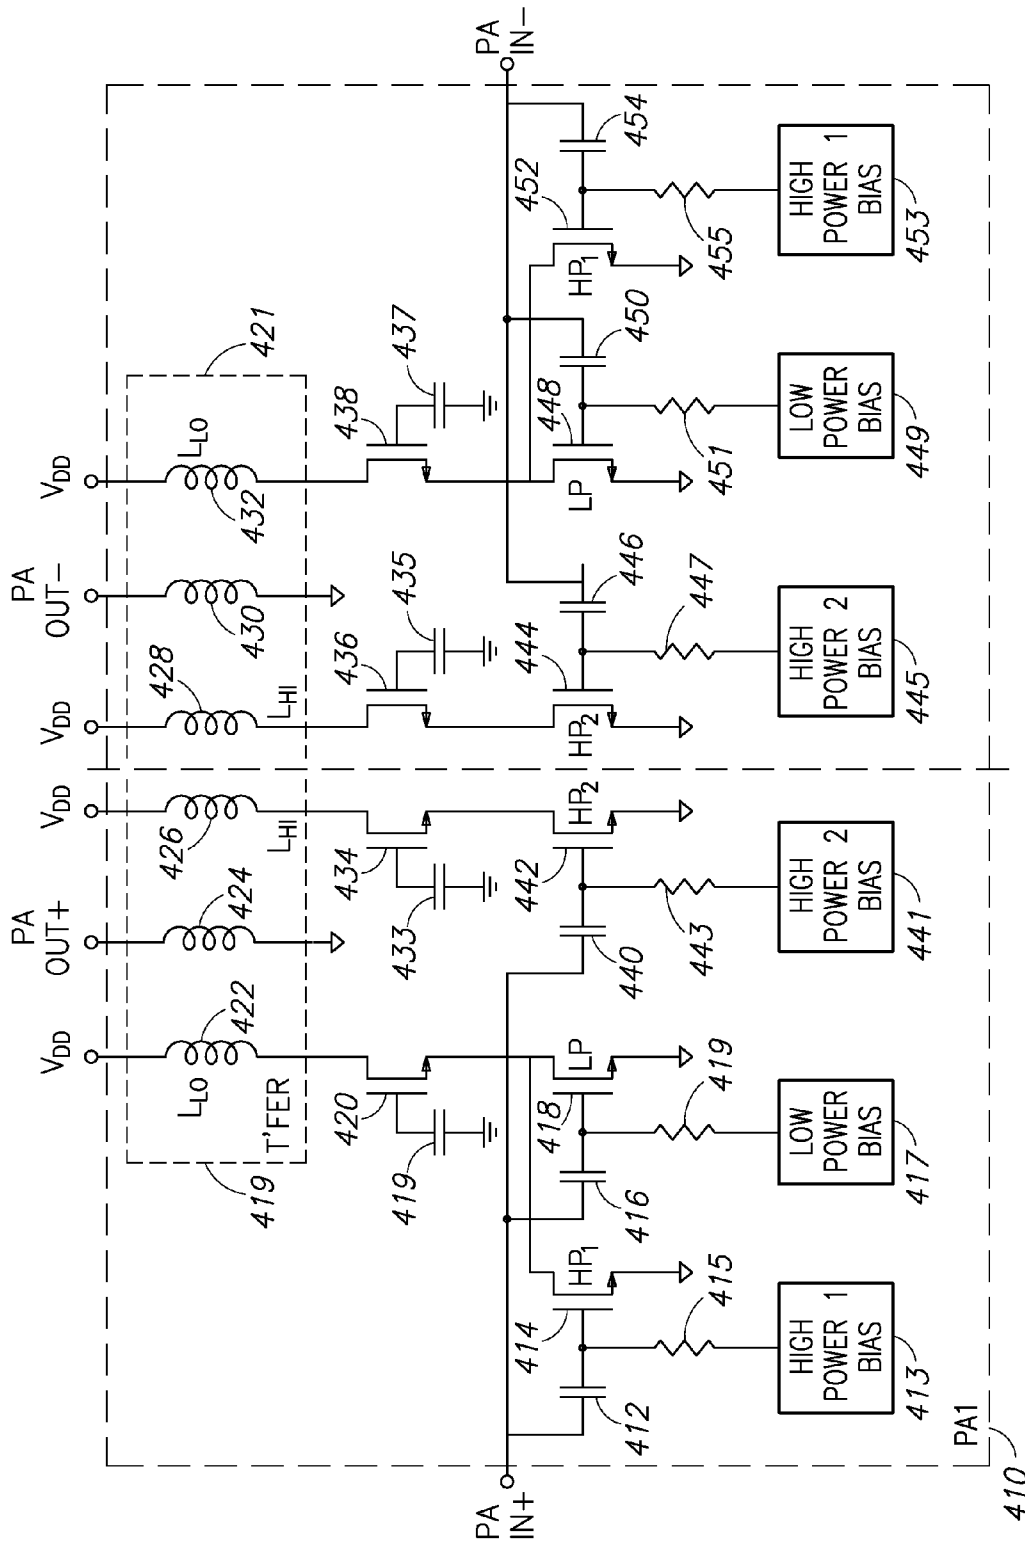 V_DD
PA
OUT+
V_DD
V_DD
PA
OUT−
V_DD
L_LO
422
424
426
L_HI
428
L_HI
430
432
L_LO
T'FER
419
421
420
419
434
433
436
435
438
437
PA
IN+
PA
IN−
412
414
HP_1
416
418
LP
440
442
HP_2
HP_2
444
446
LP
448
450
HP_1
452
454
415
419
443
447
451
455
HIGH
POWER 1
BIAS
413
LOW
POWER
BIAS
417
HIGH
POWER 2
BIAS
441
HIGH
POWER 2
BIAS
445
LOW
POWER
BIAS
449
HIGH
POWER 1
BIAS
453
PA1
410